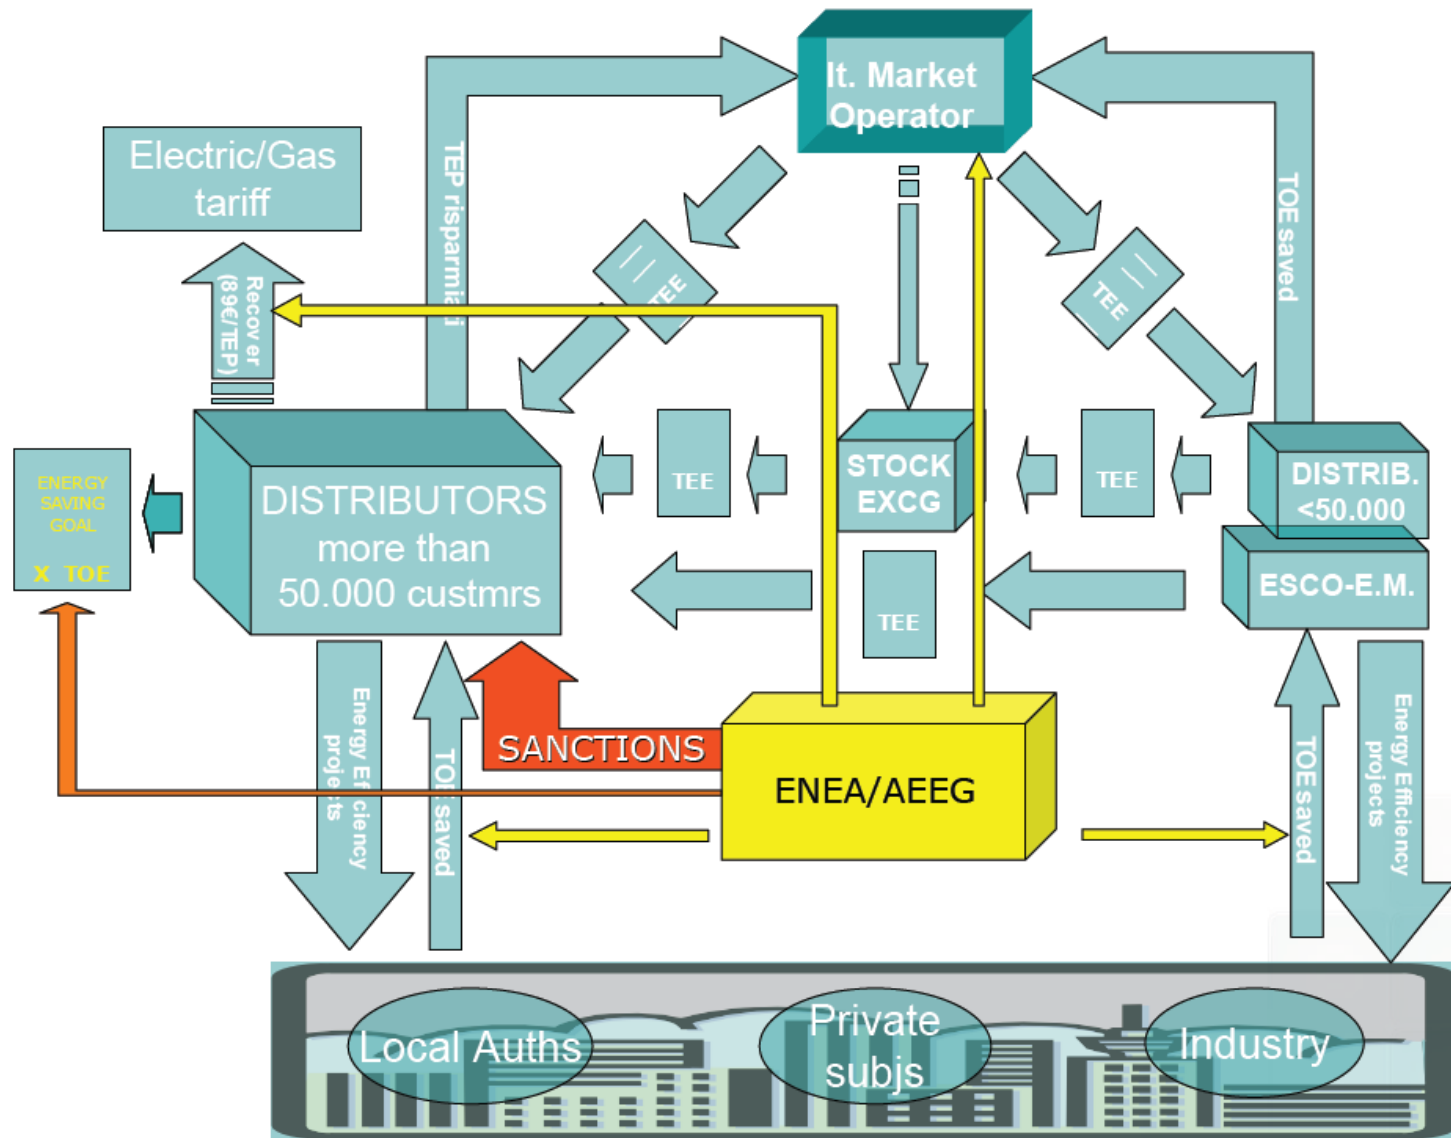 It. Market
Operator
Electric/Gas
tariff
TEP risparmiati
TOE saved
Recover
(89€/TEP)
TEE
TEE
ENERGY
SAVING
GOAL
X TOE
DISTRIBUTORS
more than
50.000 custmrs
TEE
STOCK
EXCG
TEE
DISTRIB.
<50.000
ESCO-E.M.
TEE
Energy Efficiency
projects
TOE saved
SANCTIONS
ENEA/AEEG
TOE saved
Energy Efficiency
projects
Local Auths
Private
subjs
Industry